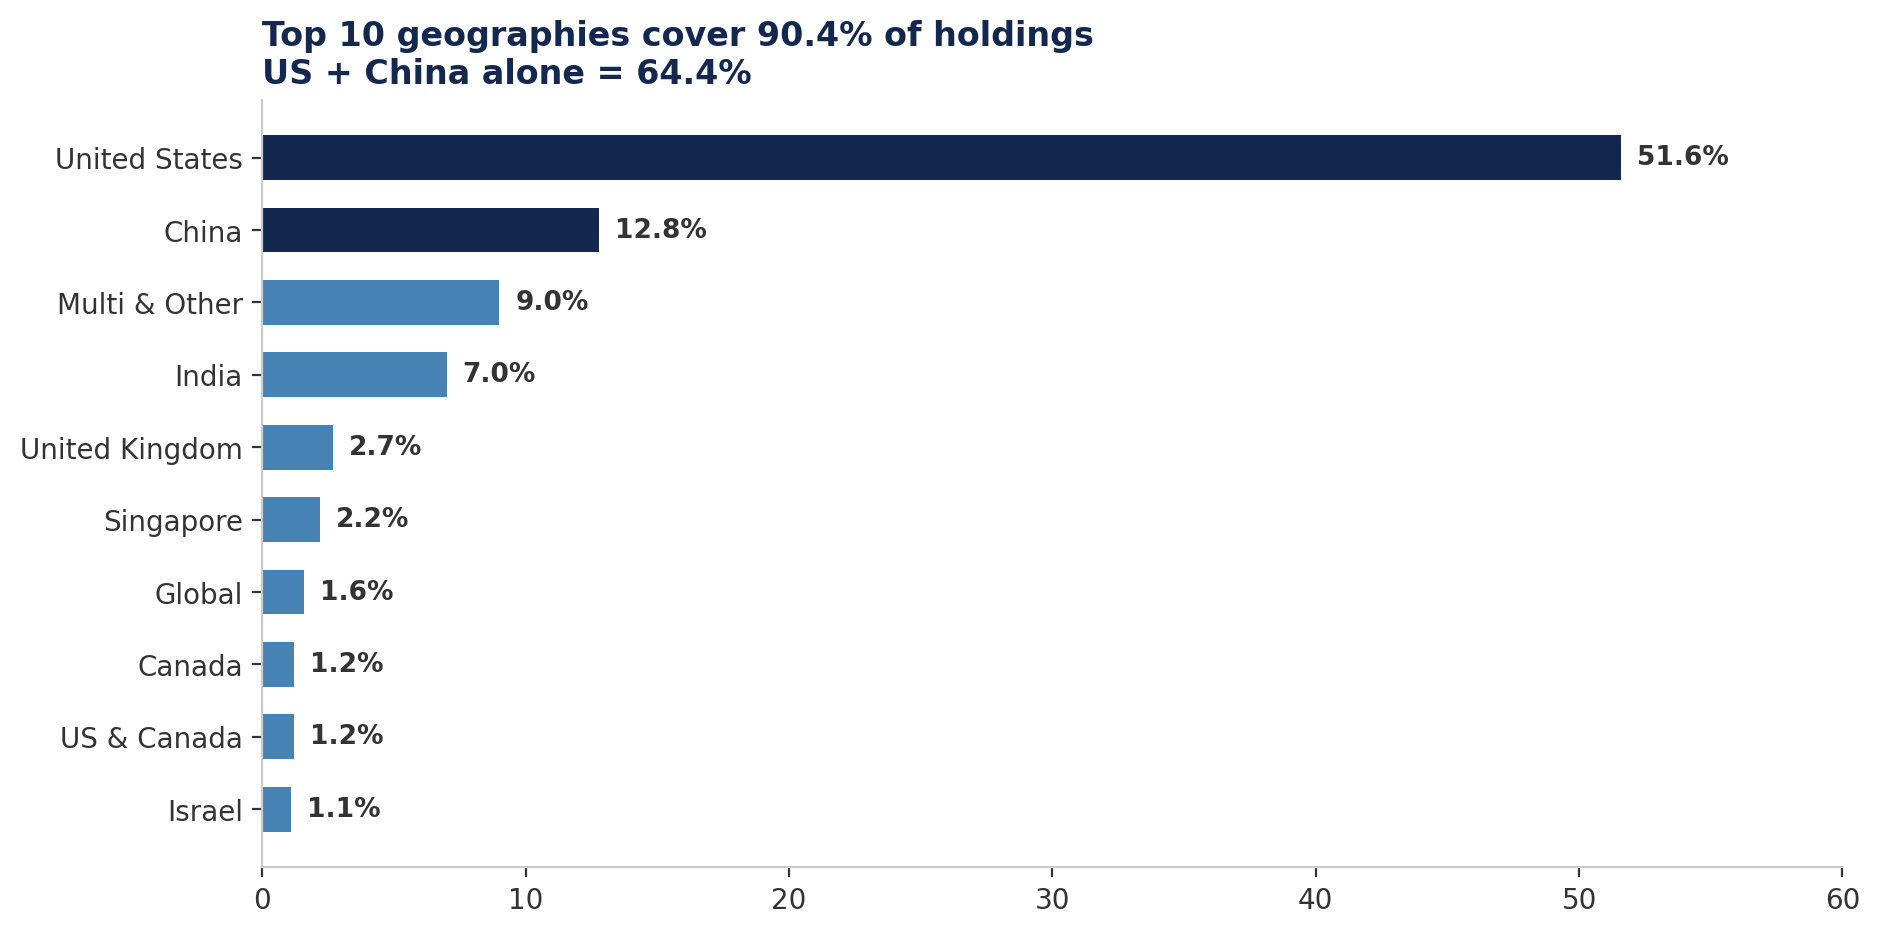 Top 10 geographies cover 90.4% of holdings
US + China alone = 64.4%
United States 51.6%
China 12.8%
Multi & Other 9.0%
India 7.0%
United Kingdom 2.7%
Singapore 2.2%
Global 1.6%
Canada 1.2%
US & Canada 1.2%
Israel 1.1%
0 10 20 30 40 50 60